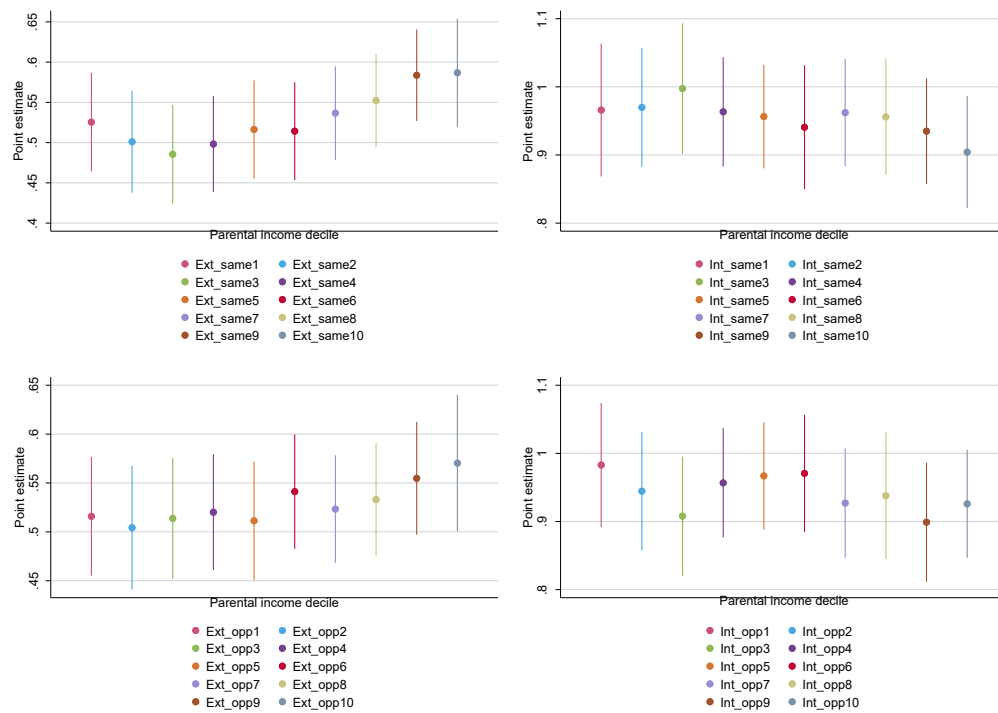 .65
.6
.55
.5
.45
.4
Point estimate
Parental income decile
Ext_same1 Ext_same2
Ext_same3 Ext_same4
Ext_same5 Ext_same6
Ext_same7 Ext_same8
Ext_same9 Ext_same10
1.1
1
.9
.8
Point estimate
Parental income decile
Int_same1 Int_same2
Int_same3 Int_same4
Int_same5 Int_same6
Int_same7 Int_same8
Int_same9 Int_same10
.65
.6
.55
.5
.45
Point estimate
Parental income decile
Ext_opp1 Ext_opp2
Ext_opp3 Ext_opp4
Ext_opp5 Ext_opp6
Ext_opp7 Ext_opp8
Ext_opp9 Ext_opp10
1.1
1
.9
.8
Point estimate
Parental income decile
Int_opp1 Int_opp2
Int_opp3 Int_opp4
Int_opp5 Int_opp6
Int_opp7 Int_opp8
Int_opp9 Int_opp10